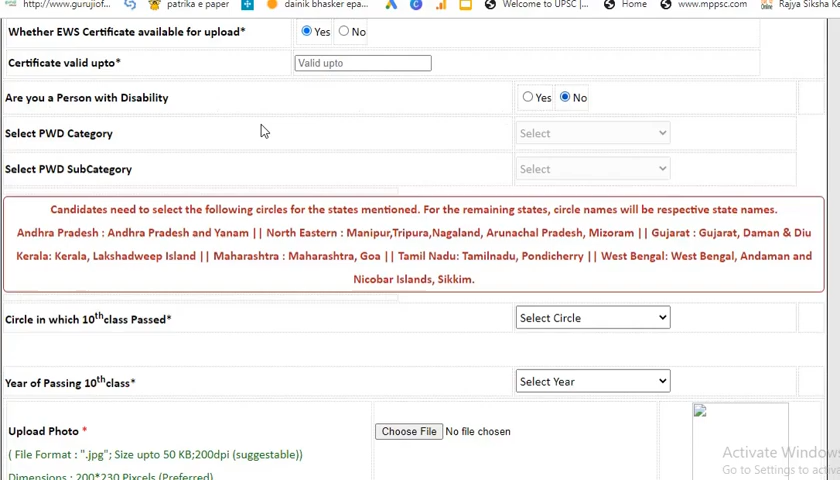 http://www.gurujiof...
patrika e paper
dainik bhasker epa...
Welcome to UPSC |...
Home
www.mppsc.com
Rajya Siksha Ke
Whether EWS Certificate available for upload* Yes No
Certificate valid upto* Valid upto
Are you a Person with Disability Yes No
Select PWD Category Select
Select PWD SubCategory Select
Candidates need to select the following circles for the states mentioned. For the remaining states, circle names will be respective state names.
Andhra Pradesh : Andhra Pradesh and Yanam || North Eastern : Manipur,Tripura,Nagaland, Arunachal Pradesh, Mizoram || Gujarat : Gujarat, Daman & Diu
Kerala: Kerala, Lakshadweep Island || Maharashtra : Maharashtra, Goa || Tamil Nadu: Tamilnadu, Pondicherry || West Bengal: West Bengal, Andaman and
Nicobar Islands, Sikkim.
Circle in which 10th class Passed* Select Circle
Year of Passing 10th class* Select Year
Upload Photo * Choose File No file chosen
( File Format : ".jpg"; Size upto 50 KB;200dpi (suggestable))
Dimensions : 200*230 Pixcels (Preferred)
Activate Windows
Go to Settings to activa